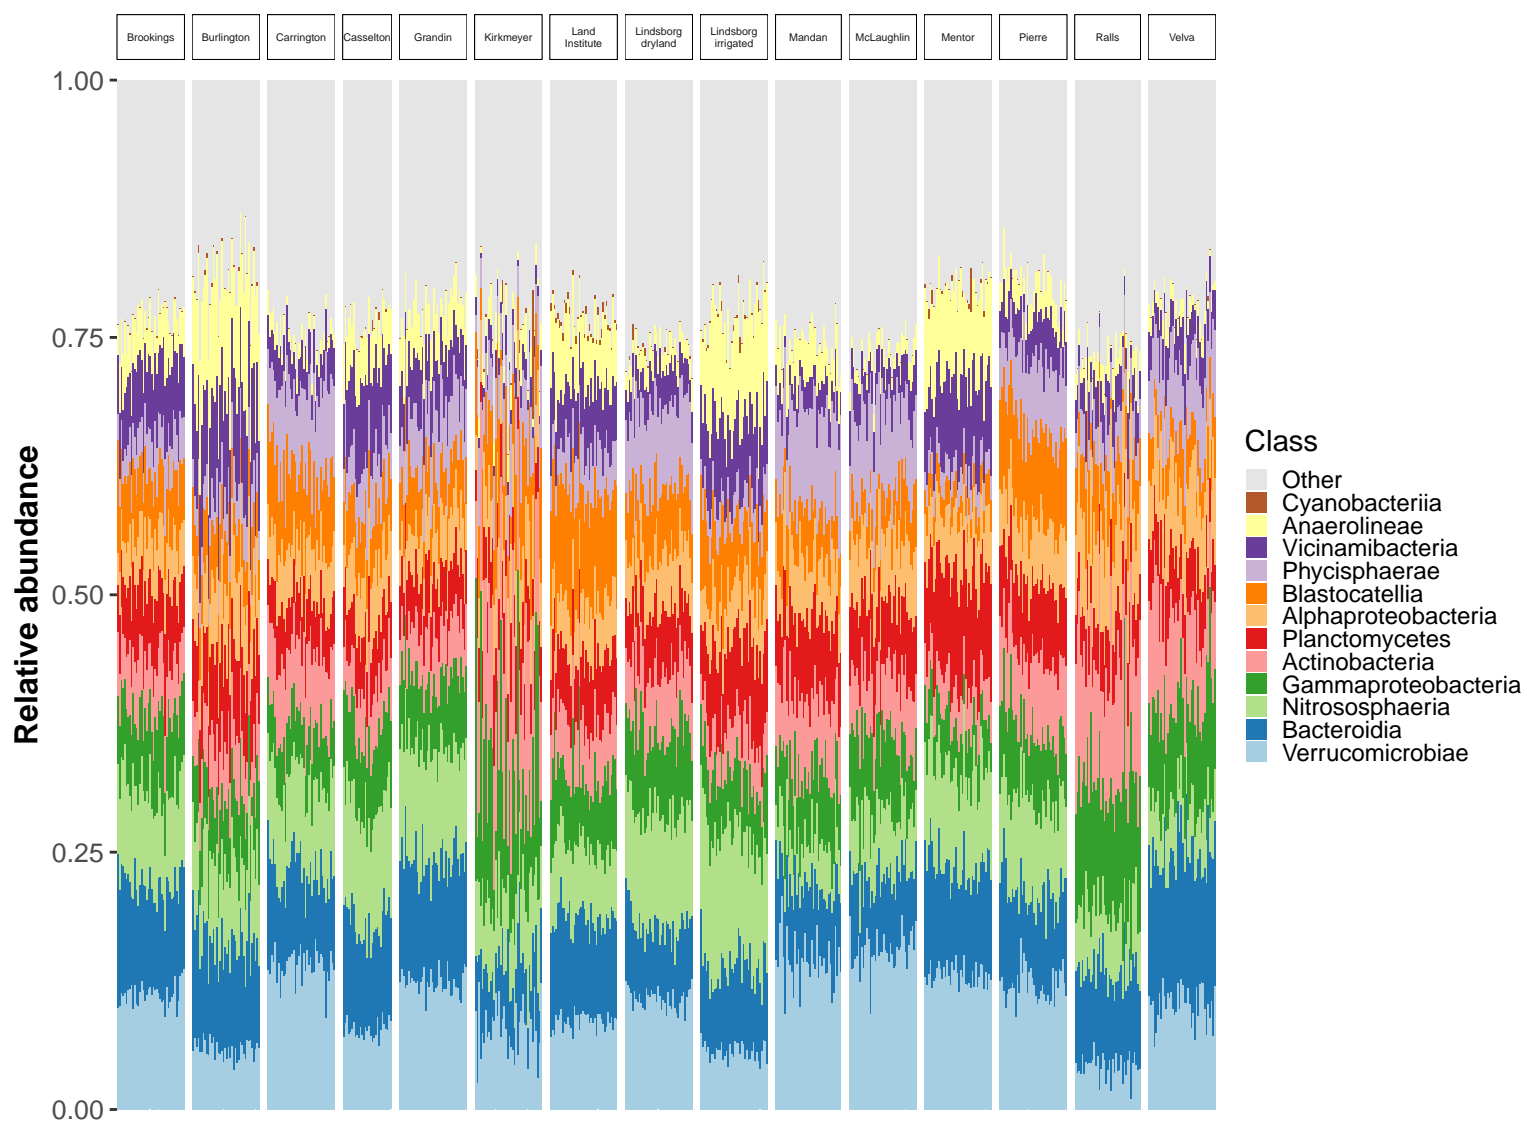 Brookings
Burlington
Carrington
Casselton
Grandin
Kirkmeyer
Land
Institute
Lindsborg
dryland
Lindsborg
irrigated
Mandan
McLaughlin
Mentor
Pierre
Ralls
Velva
1.00
0.75
0.50
0.25
0.00
Relative abundance
Class
Other
Cyanobacteriia
Anaerolineae
Vicinamibacteria
Phycisphaerae
Blastocatellia
Alphaproteobacteria
Planctomycetes
Actinobacteria
Gammaproteobacteria
Nitrososphaeria
Bacteroidia
Verrucomicrobiae